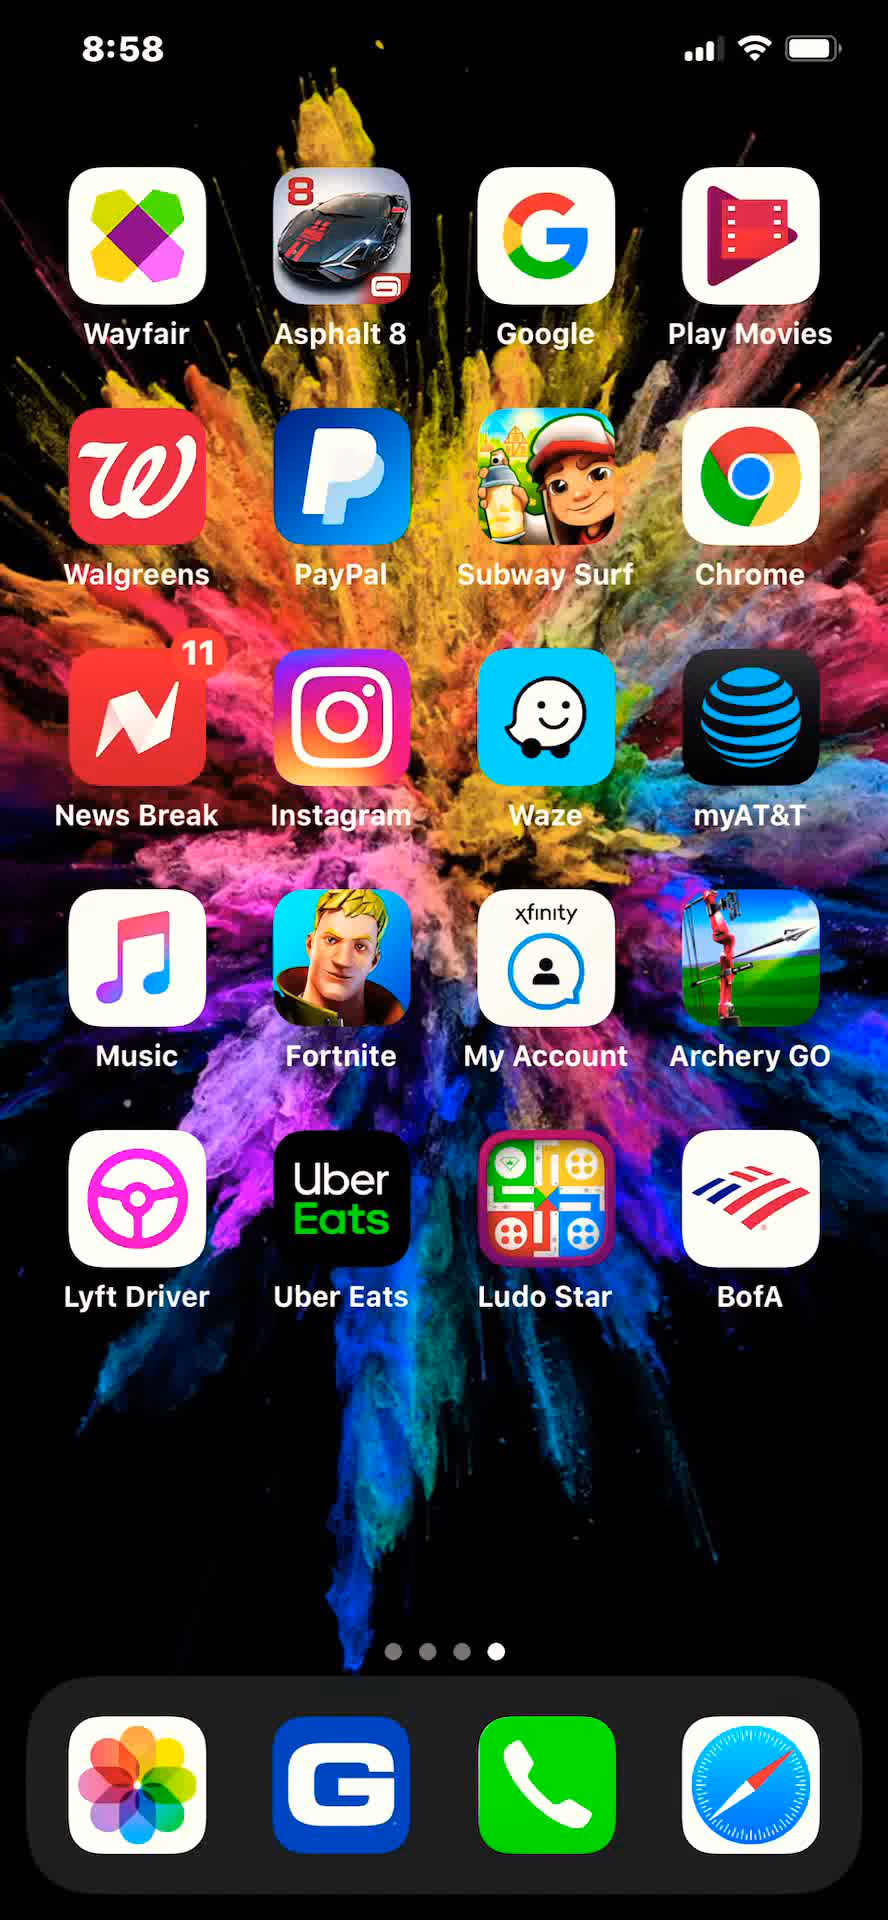 8:58
8
Wayfair
Asphalt 8
Google
Play Movies
Walgreens
PayPal
Subway Surf
Chrome
11
News Break
Instagram
Waze
myAT&T
xfinity
Music
Fortnite
My Account
Archery GO
Uber
Eats
Lyft Driver
Uber Eats
Ludo Star
BofA